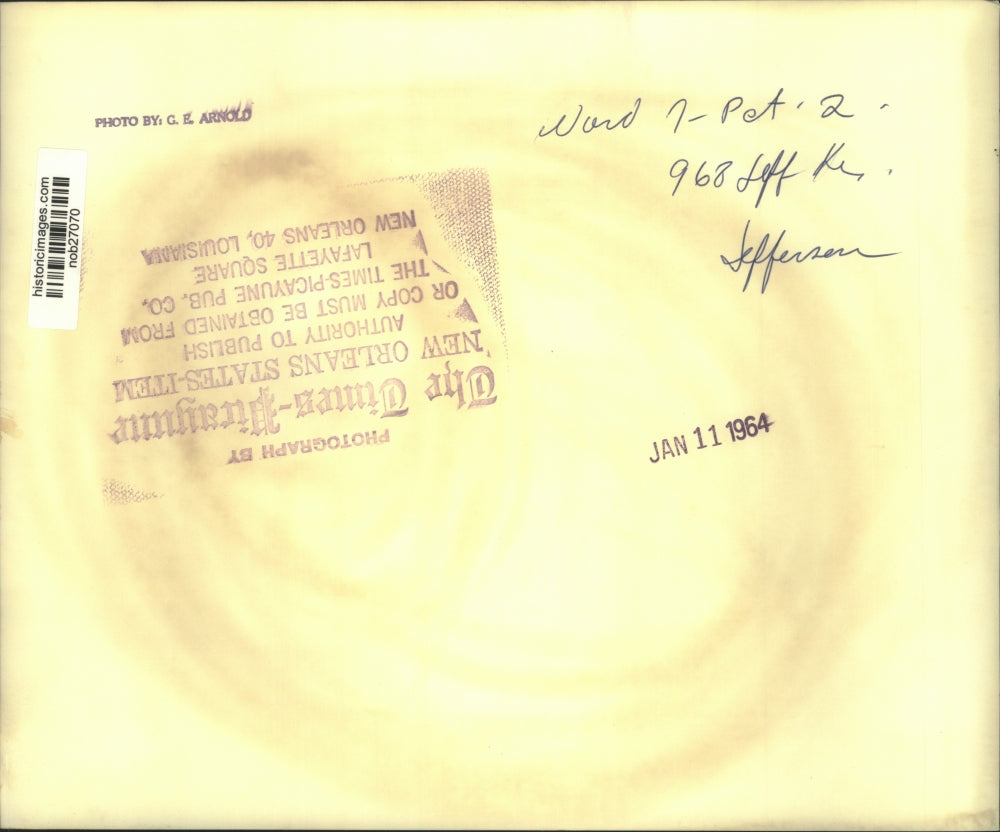 PHOTO BY: G. E. ARNOLD
Ward 7- Pct. 2.
968 Jeff
Jefferson
historicimages.com
nob27070
PHOTOGRAPH BY
The Times-Picayune
NEW ORLEANS STATES-ITEM
AUTHORITY TO PUBLISH
OR COPY MUST BE OBTAINED FROM
THE TIMES-PICAYUNE PUB. CO.
LAFAYETTE SQUARE
NEW ORLEANS 40, LOUISIANA
JAN 11 1964